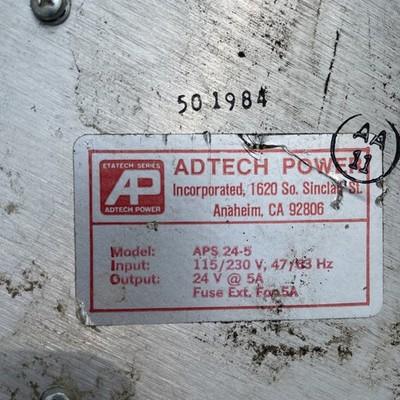 501984
AA
11
ETATECH SERIES
AP
ADTECH POWER
ADTECH POWER
Incorporated, 1620 So. Sinclair St.
Anaheim, CA 92806
Model: APS 24-5
Input: 115/230 V, 47/63 Hz
Output: 24 V @ 5A
Fuse Ext. For 5A